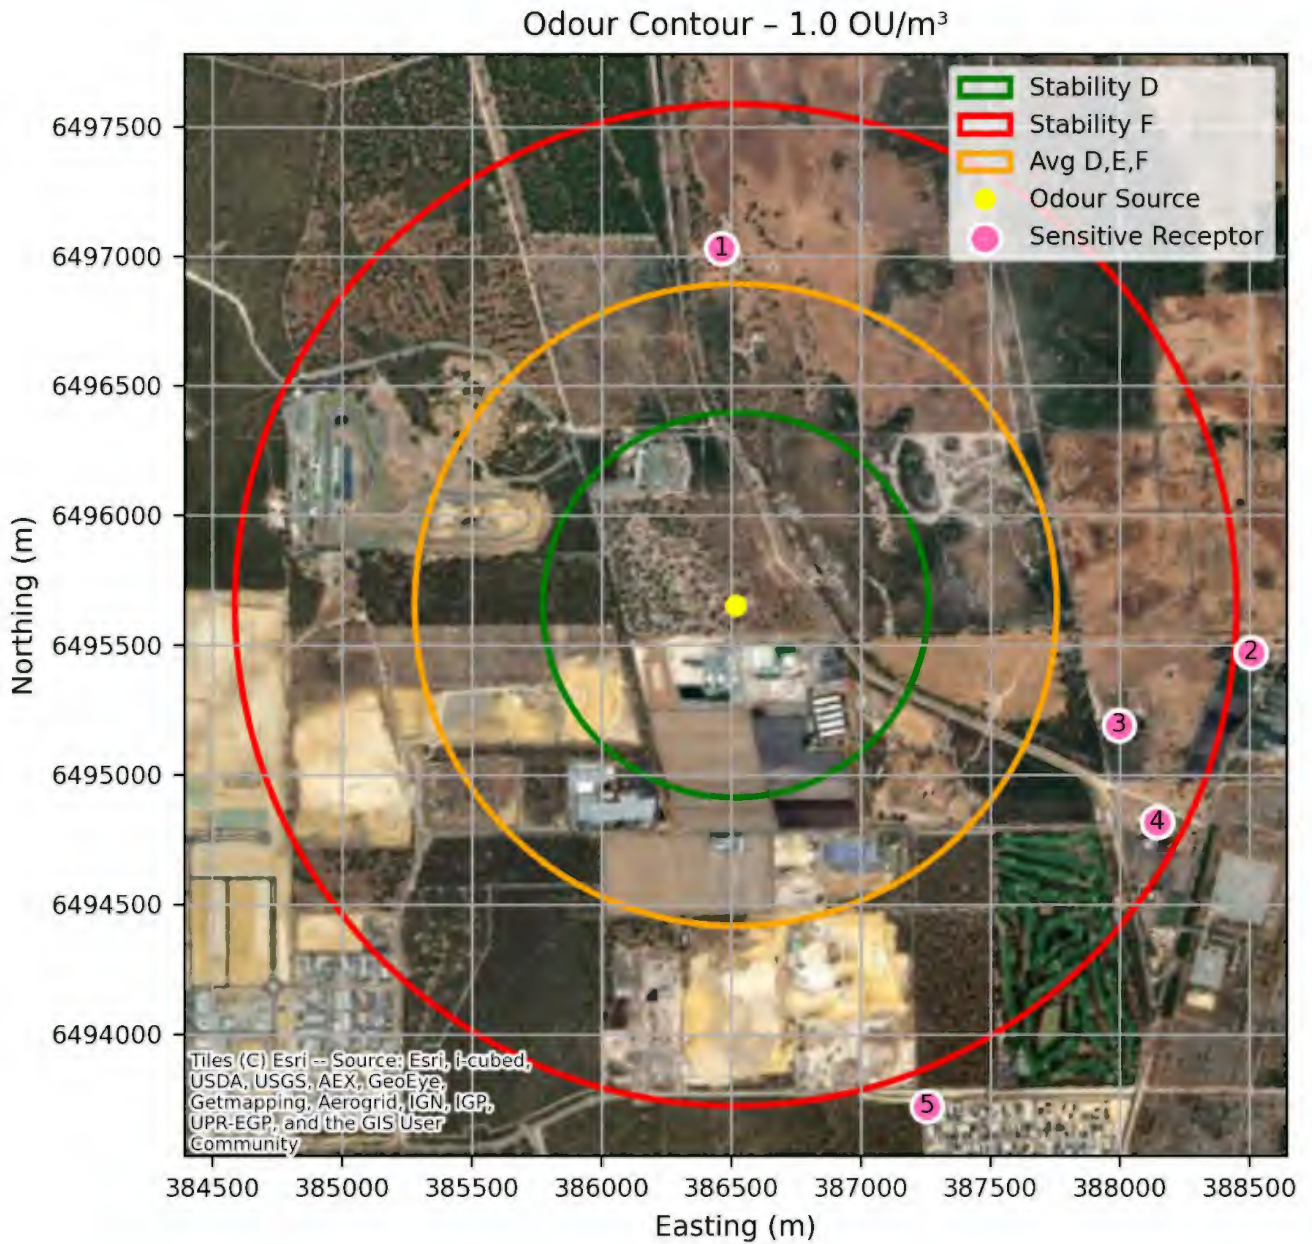 Odour Contour – 1.0 OU/m³
Stability D
Stability F
Avg D,E,F
Odour Source
Sensitive Receptor
6497500
6497000
6496500
6496000
6495500
6495000
6494500
6494000
Northing (m)
1
2
3
4
5
Tiles (C) Esri -- Source: Esri, i-cubed,
USDA, USGS, AEX, GeoEye,
Getmapping, Aerogrid, IGN, IGP,
UPR-EGP, and the GIS User
Community
384500 385000 385500 386000 386500 387000 387500 388000 388500
Easting (m)